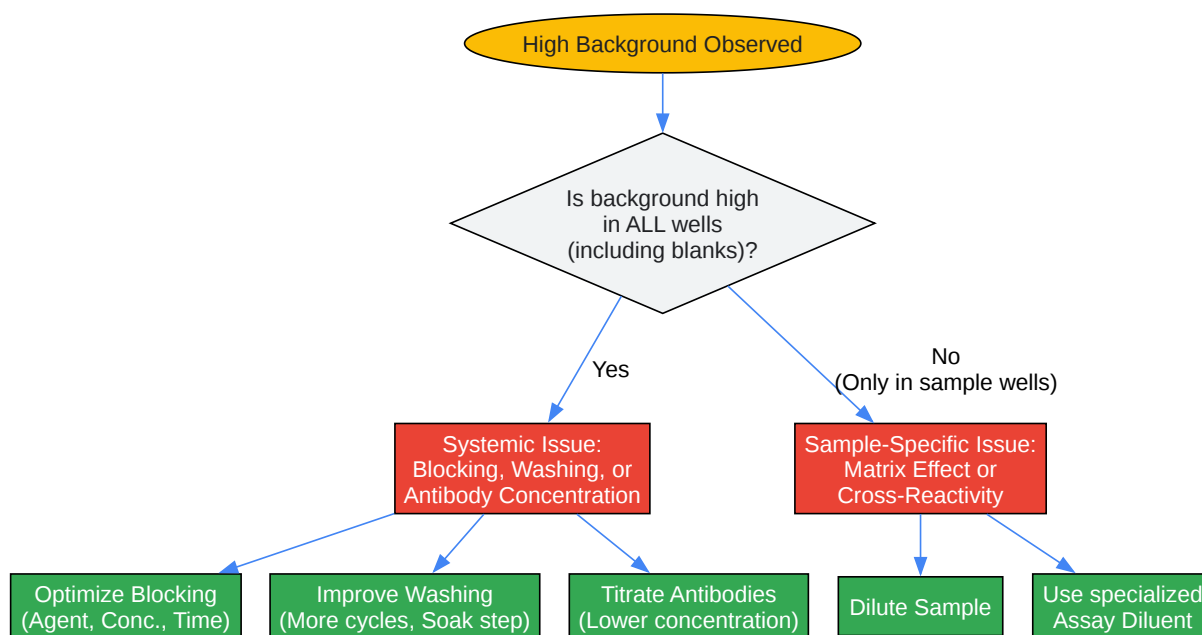 High Background Observed
Is background high
in ALL wells
(including blanks)?
Yes
No
(Only in sample wells)
Systemic Issue:
Blocking, Washing, or
Antibody Concentration
Sample-Specific Issue:
Matrix Effect or
Cross-Reactivity
Optimize Blocking
(Agent, Conc., Time)
Improve Washing
(More cycles, Soak step)
Titrate Antibodies
(Lower concentration)
Dilute Sample
Use specialized
Assay Diluent